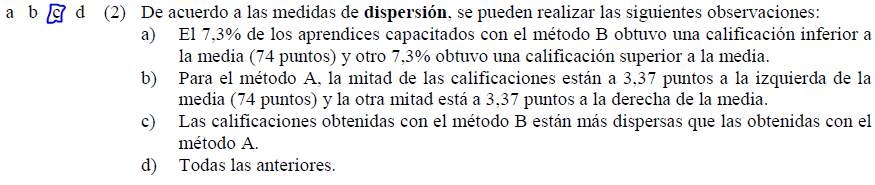 a b c d (2) De acuerdo a las medidas de dispersión, se pueden realizar las siguientes observaciones:
a) El 7,3% de los aprendices capacitados con el método B obtuvo una calificación inferior a
la media (74 puntos) y otro 7,3% obtuvo una calificación superior a la media.
b) Para el método A, la mitad de las calificaciones están a 3,37 puntos a la izquierda de la
media (74 puntos) y la otra mitad está a 3,37 puntos a la derecha de la media.
c) Las calificaciones obtenidas con el método B están más dispersas que las obtenidas con el
método A.
d) Todas las anteriores.